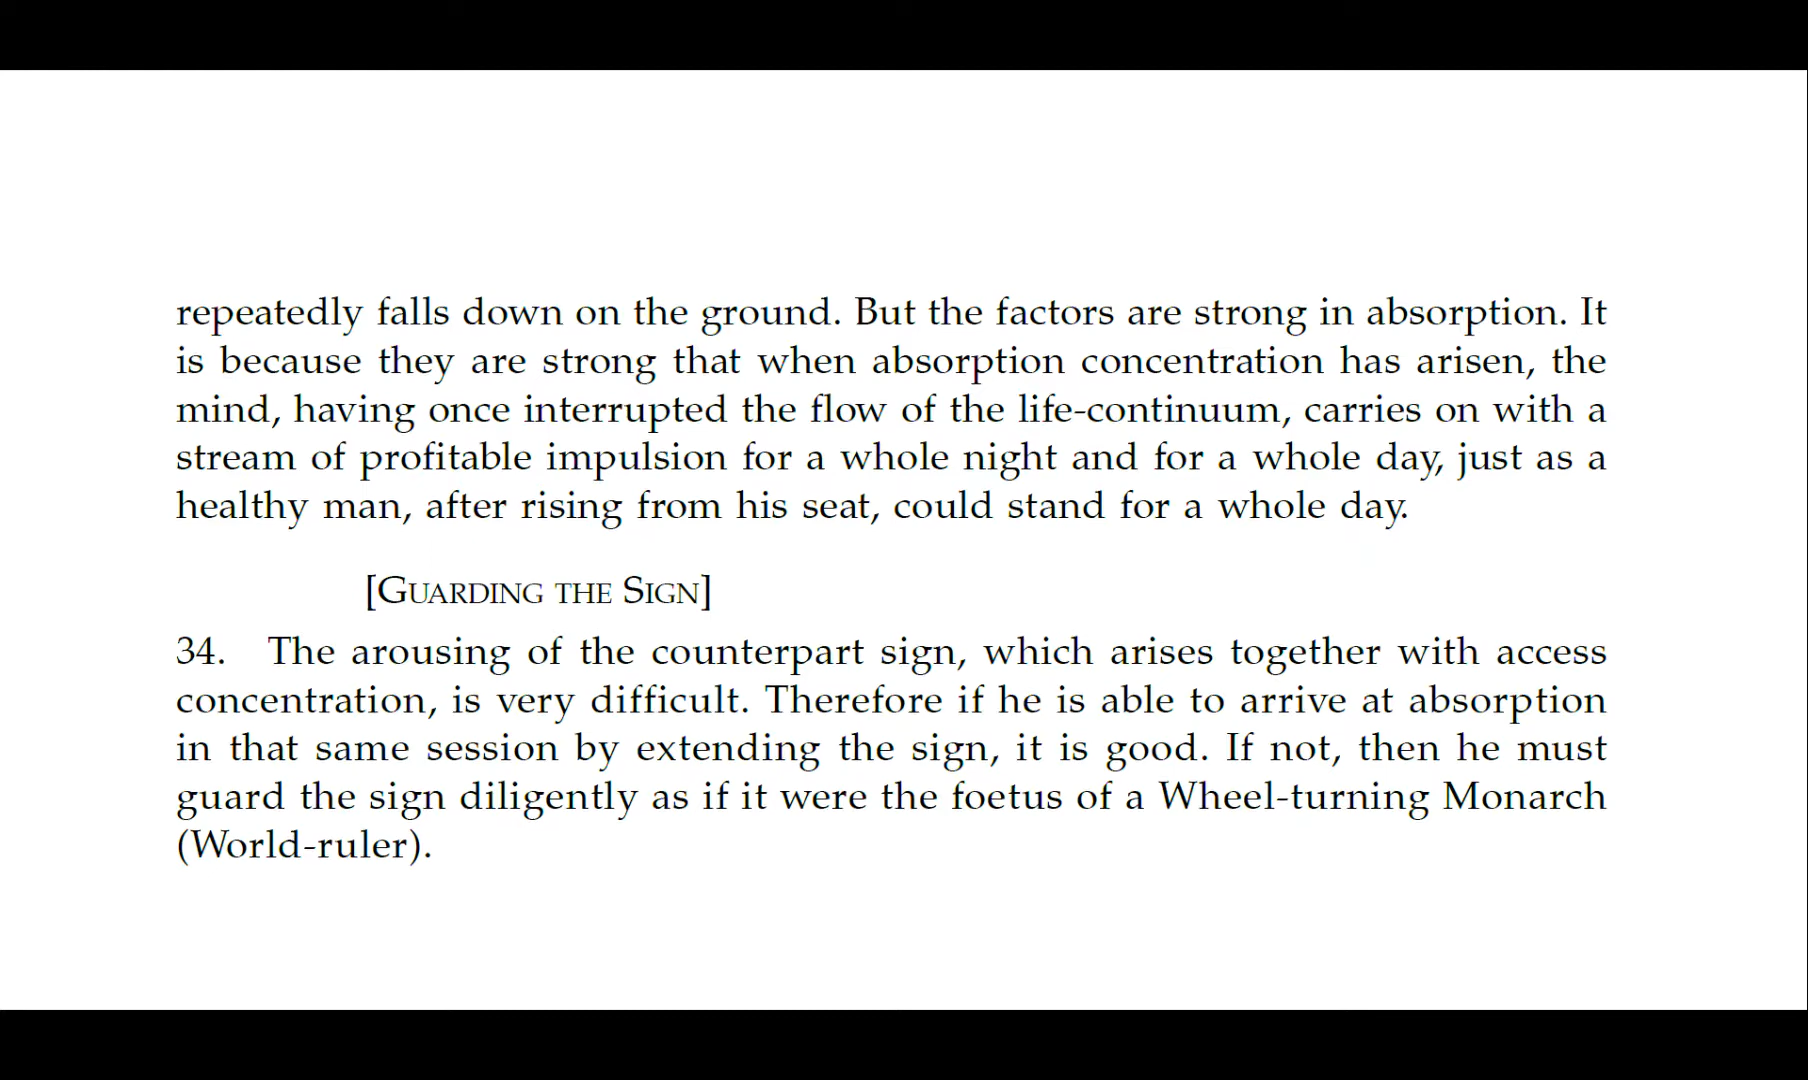 repeatedly falls down on the ground. But the factors are strong in absorption. It
is because they are strong that when absorption concentration has arisen, the
mind, having once interrupted the flow of the life-continuum, carries on with a
stream of profitable impulsion for a whole night and for a whole day, just as a
healthy man, after rising from his seat, could stand for a whole day.
[Guarding the Sign]
34. The arousing of the counterpart sign, which arises together with access
concentration, is very difficult. Therefore if he is able to arrive at absorption
in that same session by extending the sign, it is good. If not, then he must
guard the sign diligently as if it were the foetus of a Wheel-turning Monarch
(World-ruler).